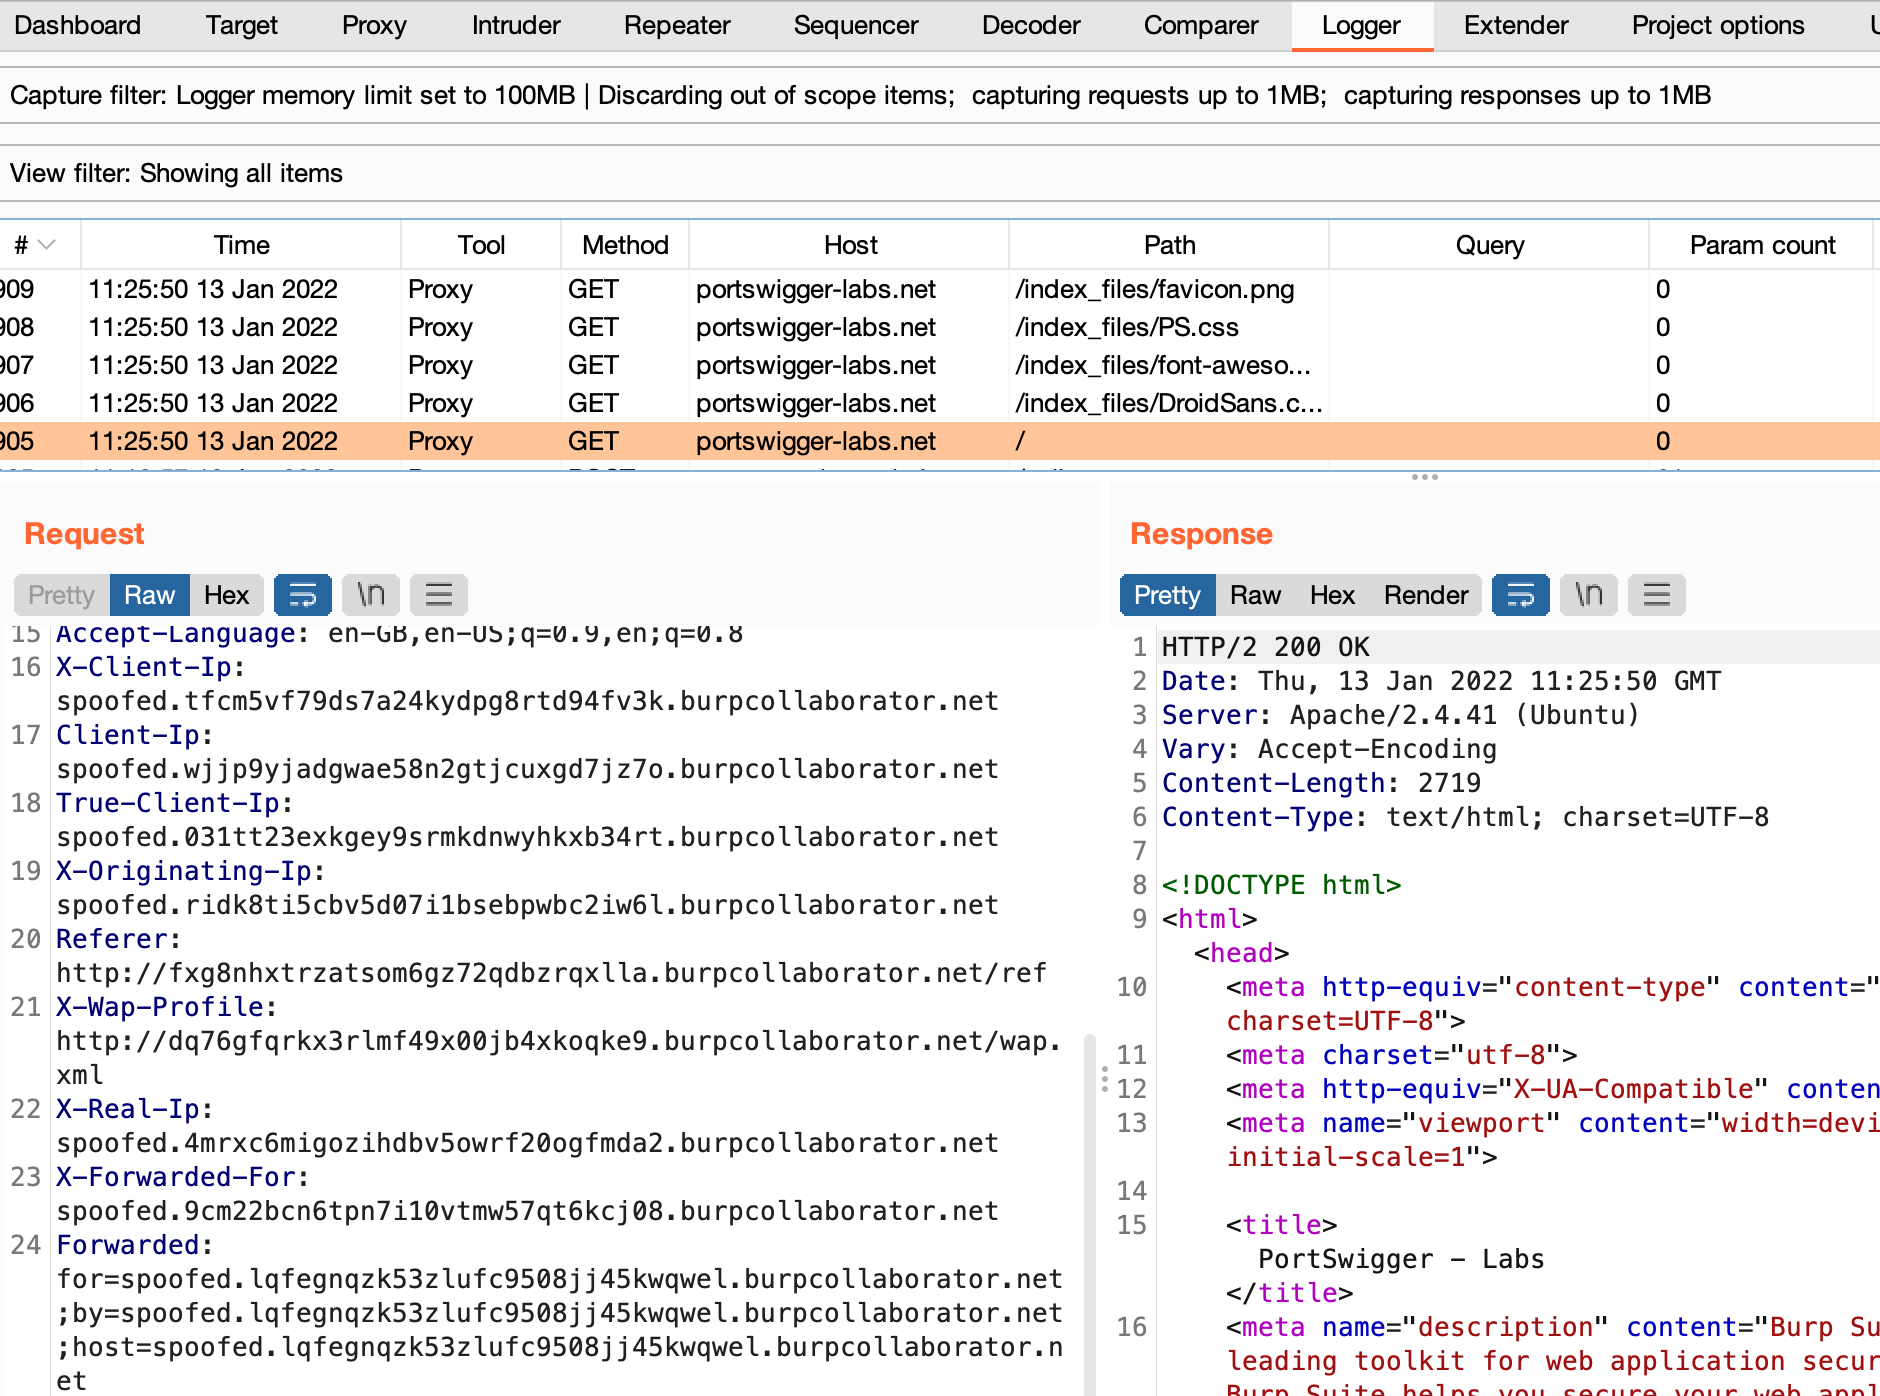 Dashboard Target Proxy Intruder Repeater Sequencer Decoder Comparer Logger Extender Project options
Capture filter: Logger memory limit set to 100MB | Discarding out of scope items; capturing requests up to 1MB; capturing responses up to 1MB
View filter: Showing all items
# Time Tool Method Host Path Query Param count
909 11:25:50 13 Jan 2022 Proxy GET portswigger-labs.net /index_files/favicon.png 0
908 11:25:50 13 Jan 2022 Proxy GET portswigger-labs.net /index_files/PS.css 0
907 11:25:50 13 Jan 2022 Proxy GET portswigger-labs.net /index_files/font-aweso... 0
906 11:25:50 13 Jan 2022 Proxy GET portswigger-labs.net /index_files/DroidSans.c... 0
905 11:25:50 13 Jan 2022 Proxy GET portswigger-labs.net / 0
Request
Pretty Raw Hex \n
15 Accept-Language: en-GB,en-US;q=0.9,en;q=0.8
16 X-Client-Ip:
spoofed.tfcm5vf79ds7a24kydpg8rtd94fv3k.burpcollaborator.net
17 Client-Ip:
spoofed.wjjp9yjadgwae58n2gtjcuxgd7jz7o.burpcollaborator.net
18 True-Client-Ip:
spoofed.031tt23exkgey9srmkdnwyhkxb34rt.burpcollaborator.net
19 X-Originating-Ip:
spoofed.ridk8ti5cbv5d07i1bsebpwbc2iw6l.burpcollaborator.net
20 Referer:
http://fxg8nhxtrzatsom6gz72qdbzrqxlla.burpcollaborator.net/ref
21 X-Wap-Profile:
http://dq76gfqrkx3rlmf49x00jb4xkoqke9.burpcollaborator.net/wap.
xml
22 X-Real-Ip:
spoofed.4mrxc6migozihdbv5owrf20ogfmda2.burpcollaborator.net
23 X-Forwarded-For:
spoofed.9cm22bcn6tpn7i10vtmw57qt6kcj08.burpcollaborator.net
24 Forwarded:
for=spoofed.lqfegnqzk53zlufc9508jj45kwqwel.burpcollaborator.net
;by=spoofed.lqfegnqzk53zlufc9508jj45kwqwel.burpcollaborator.net
;host=spoofed.lqfegnqzk53zlufc9508jj45kwqwel.burpcollaborator.n
et
Response
Pretty Raw Hex Render \n
1 HTTP/2 200 OK
2 Date: Thu, 13 Jan 2022 11:25:50 GMT
3 Server: Apache/2.4.41 (Ubuntu)
4 Vary: Accept-Encoding
5 Content-Length: 2719
6 Content-Type: text/html; charset=UTF-8
7
8 <!DOCTYPE html>
9 <html>
<head>
10 <meta http-equiv="content-type" content="
charset=UTF-8">
11 <meta charset="utf-8">
12 <meta http-equiv="X-UA-Compatible" conten
13 <meta name="viewport" content="width=devi
initial-scale=1">
14
15 <title>
PortSwigger - Labs
</title>
16 <meta name="description" content="Burp Su
leading toolkit for web application secur
Burp Suite helps you secure your web appl